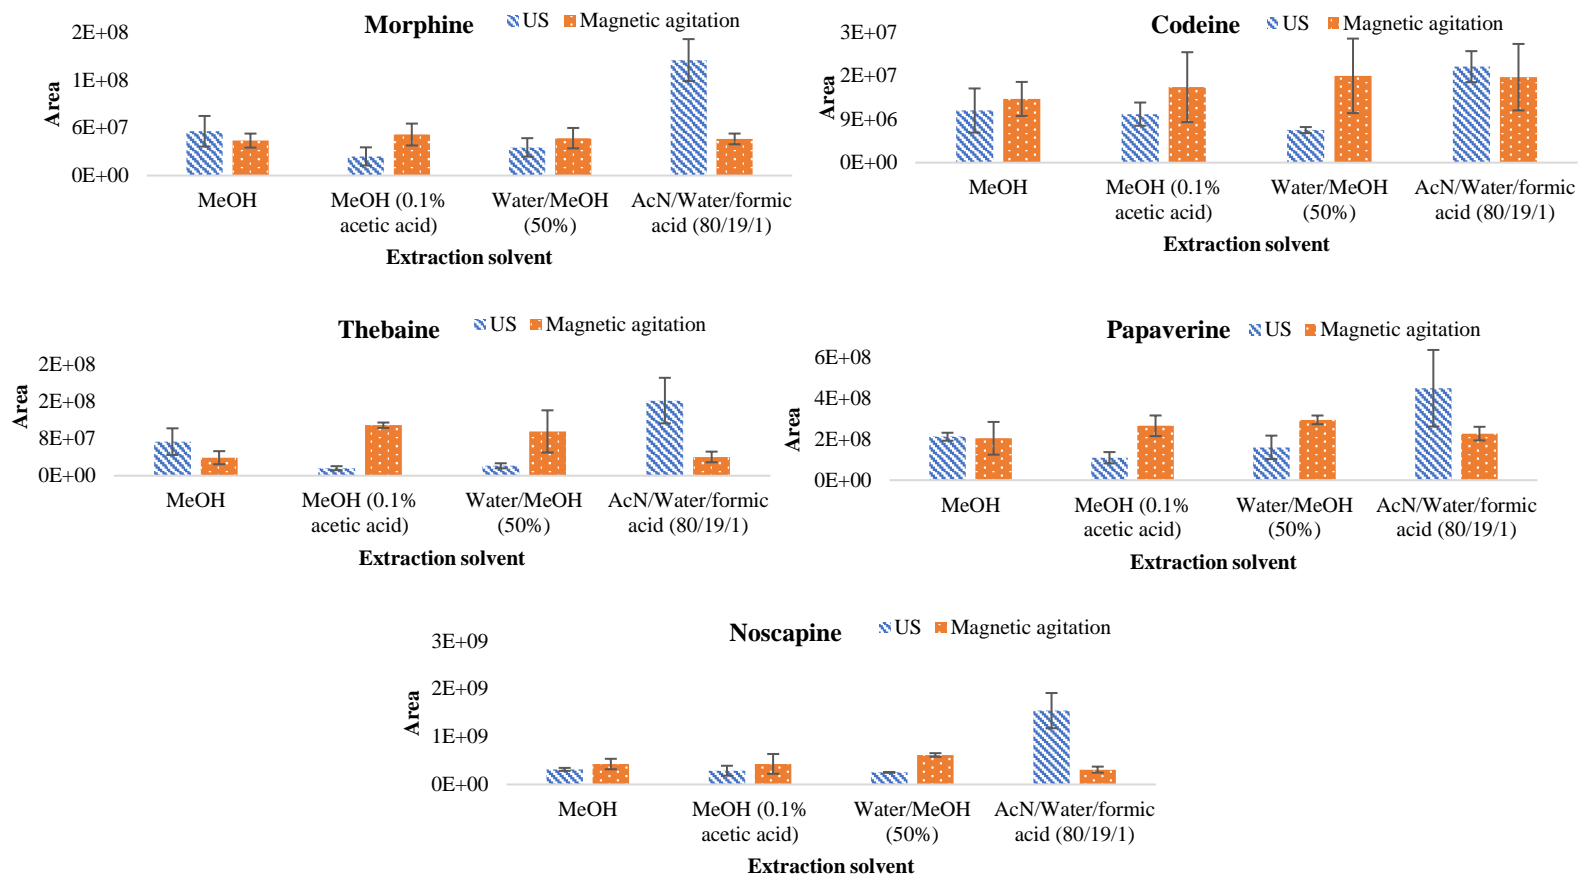 Morphine
US
Magnetic agitation
2E+08
1E+08
6E+07
0E+00
Area
MeOH
MeOH (0.1%
acetic acid)
Water/MeOH
(50%)
AcN/Water/formic
acid (80/19/1)
Extraction solvent
Codeine
US
Magnetic agitation
3E+07
2E+07
9E+06
0E+00
Area
MeOH
MeOH (0.1%
acetic acid)
Water/MeOH
(50%)
AcN/Water/formic
acid (80/19/1)
Extraction solvent
Thebaine
US
Magnetic agitation
2E+08
2E+08
8E+07
0E+00
Area
MeOH
MeOH (0.1%
acetic acid)
Water/MeOH
(50%)
AcN/Water/formic
acid (80/19/1)
Extraction solvent
Papaverine
US
Magnetic agitation
6E+08
4E+08
2E+08
0E+00
Area
MeOH
MeOH (0.1%
acetic acid)
Water/MeOH
(50%)
AcN/Water/formic
acid (80/19/1)
Extraction solvent
Noscapine
US
Magnetic agitation
3E+09
2E+09
1E+09
0E+00
Area
MeOH
MeOH (0.1%
acetic acid)
Water/MeOH
(50%)
AcN/Water/formic
acid (80/19/1)
Extraction solvent